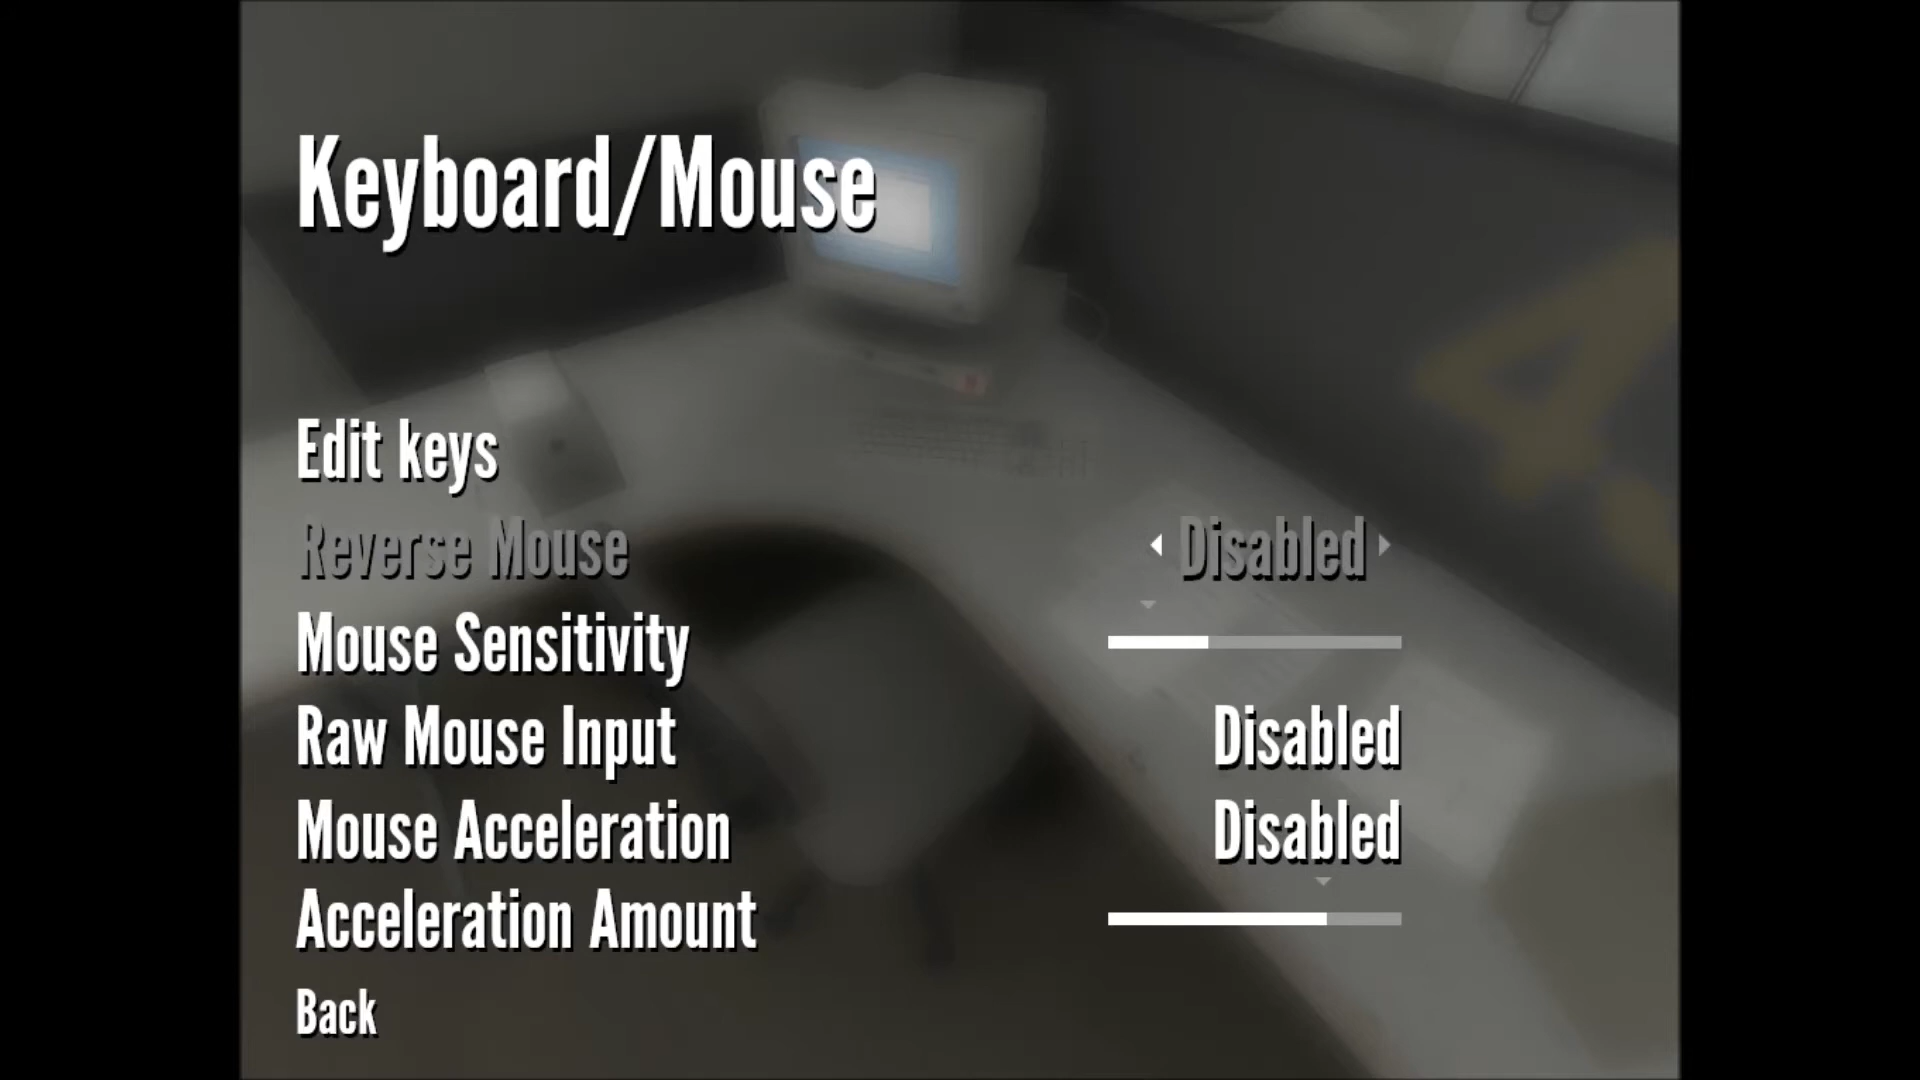 Keyboard/Mouse
Edit keys
Reverse Mouse Disabled
Mouse Sensitivity
Raw Mouse Input Disabled
Mouse Acceleration Disabled
Acceleration Amount
Back